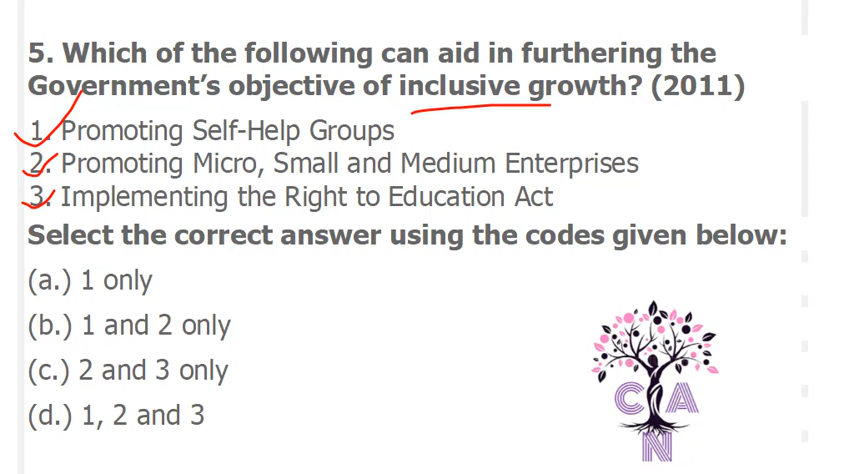 5. Which of the following can aid in furthering the
Government’s objective of inclusive growth? (2011)
1. Promoting Self-Help Groups
2. Promoting Micro, Small and Medium Enterprises
3. Implementing the Right to Education Act
Select the correct answer using the codes given below:
(a.) 1 only
(b.) 1 and 2 only
(c.) 2 and 3 only
(d.) 1, 2 and 3
C A
N